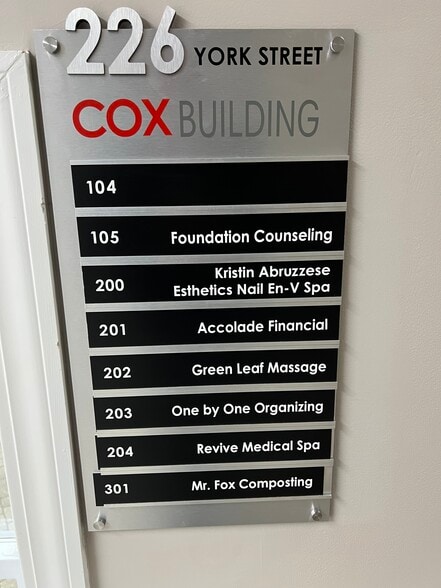 226 YORK STREET
COX BUILDING
104
105 Foundation Counseling
200 Kristin Abruzzese
Esthetics Nail En-V Spa
201 Accolade Financial
202 Green Leaf Massage
203 One by One Organizing
204 Revive Medical Spa
301 Mr. Fox Composting